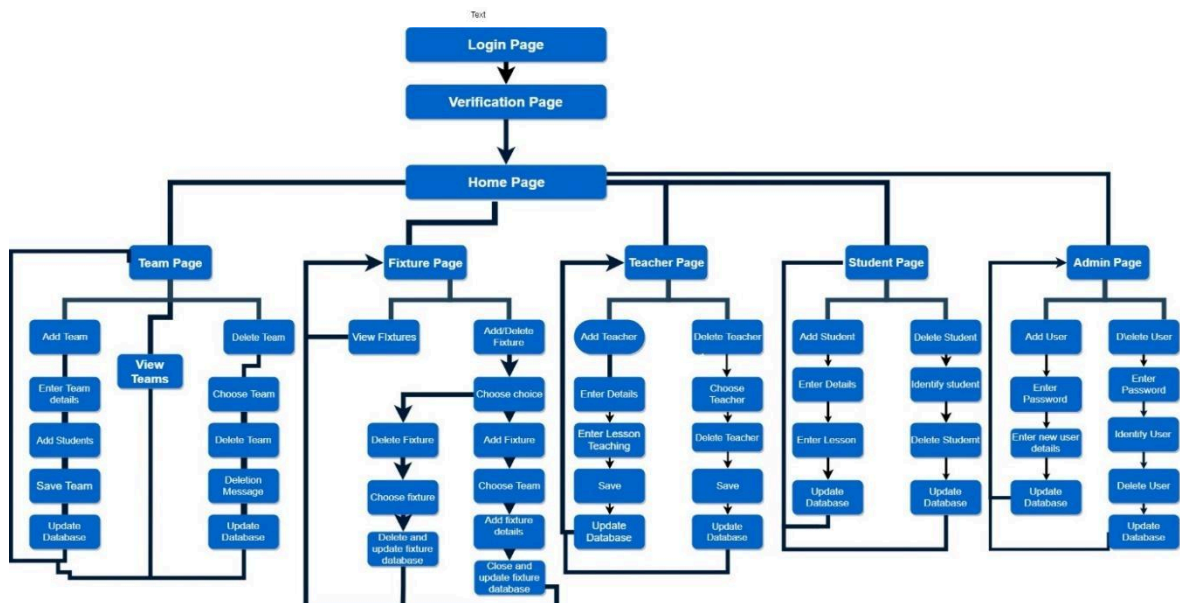 Text
Login Page
Verification Page
Home Page
Team Page
Fixture Page
Teacher Page
Student Page
Admin Page
Add Team
View
Teams
Delete Team
View FIxtures
Add/Delete
Fixture
Add Teacher
Delete Teacher
Add Student
Delete Student
Add User
D\elete User
Enter Team
details
Choose Team
Choose choice
Enter Details
Choose
Teacher
Enter Details
Identify student
Enter
Password
Enter
Password
Add Students
Delete Team
Delete Fixture
Add Fixture
Enter Lesson
Teaching
Delete Teacher
Enter Lesson
Delete Studemt
Enter new user
details
Identify User
Save Team
Deletion
Message
Choose fixture
Choose Team
Save
Save
Update
Database
Update
Database
Update
Database
Delete User
Update
Database
Update
Database
Delete and
update fixture
database
Add fixture
details
Update
Database
Update
Database
Update
Database
Close and
update fixture
database